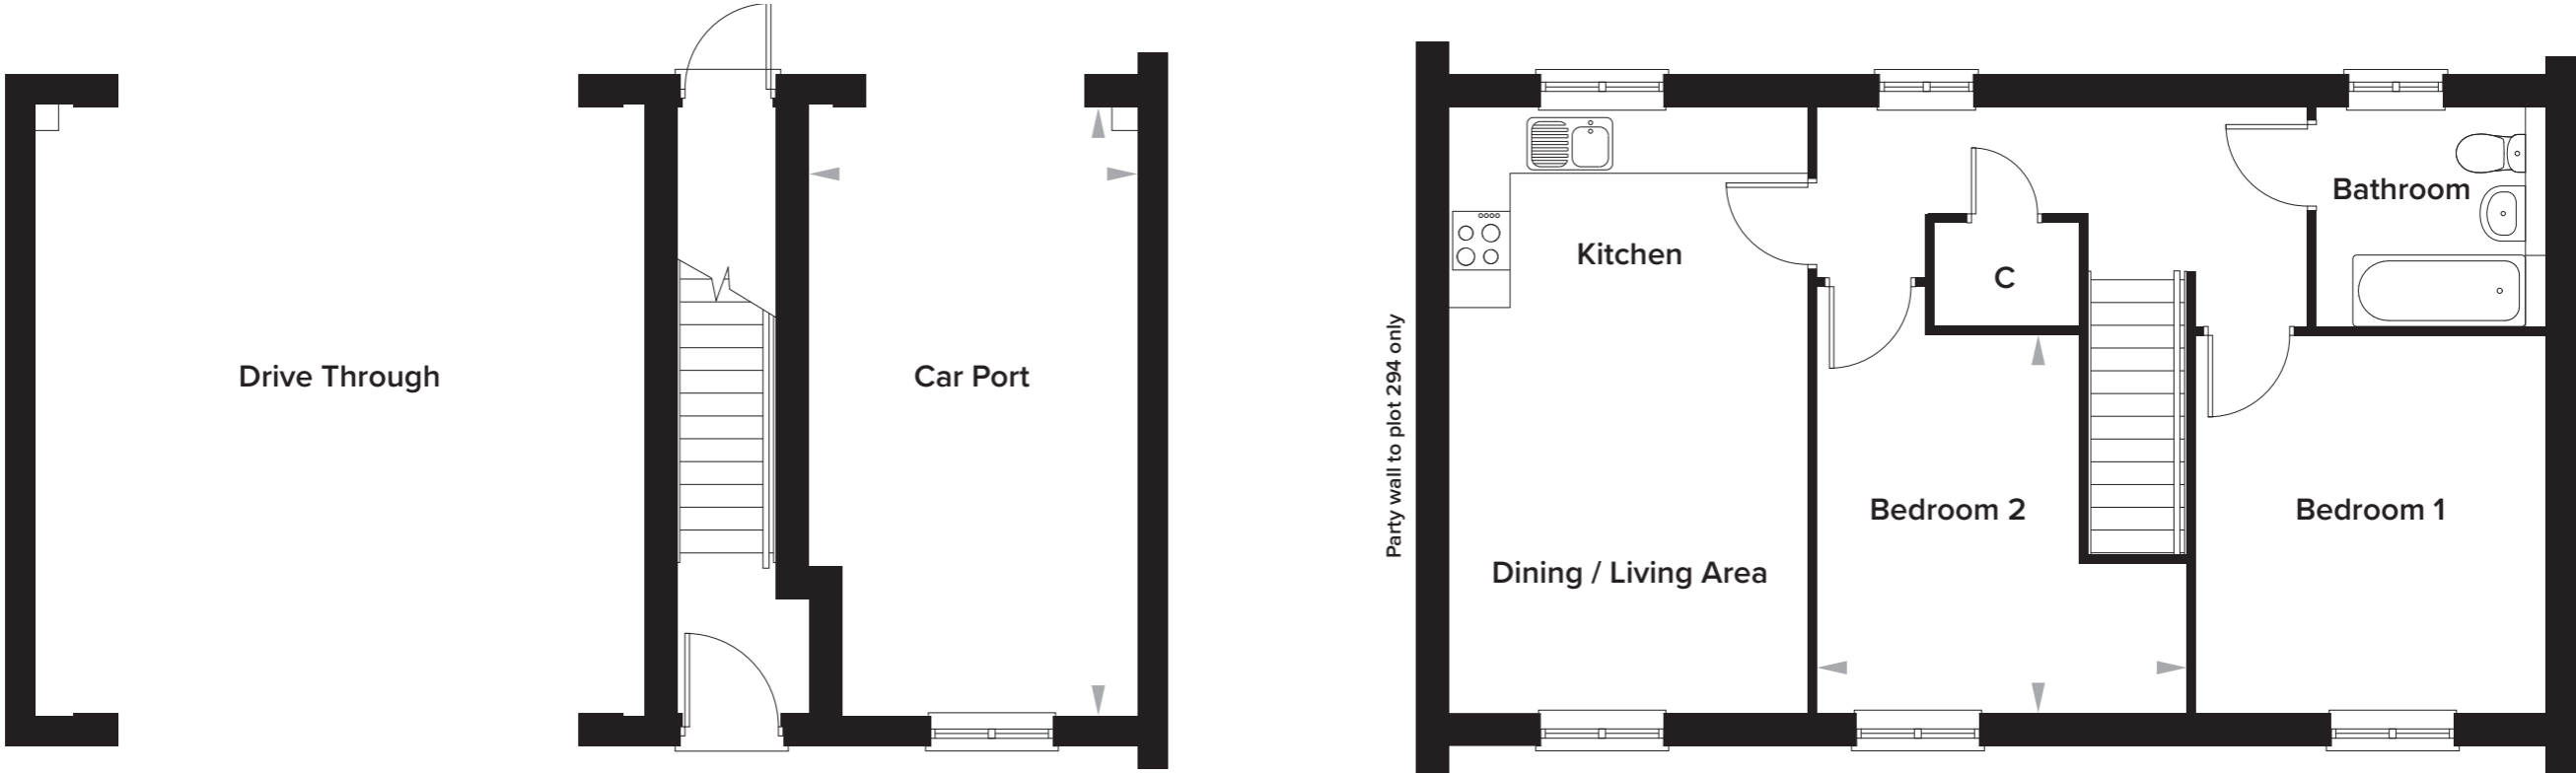 Drive Through
Car Port
Party wall to plot 294 only
Kitchen
Dining / Living Area
C
Bedroom 2
Bathroom
Bedroom 1